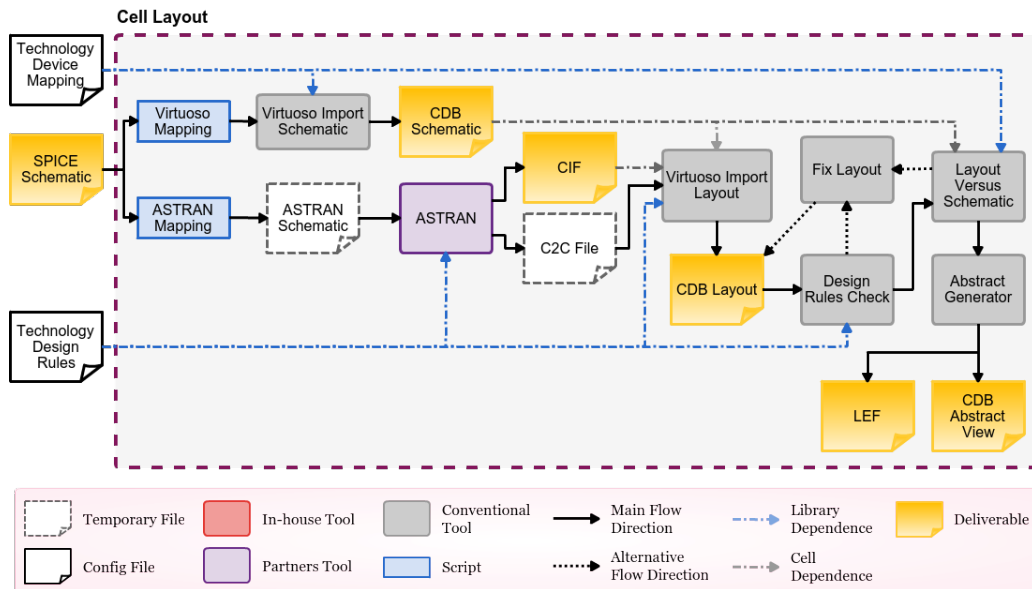 Cell Layout
Technology
Device
Mapping
Virtuoso
Mapping
Virtuoso Import
Schematic
CDB
Schematic
SPICE
Schematic
CIF
Virtuoso Import
Layout
Fix Layout
Layout
Versus
Schematic
ASTRAN
Mapping
ASTRAN
Schematic
ASTRAN
C2C File
CDB Layout
Design
Rules Check
Abstract
Generator
Technology
Design
Rules
LEF
CDB
Abstract
View
Temporary File
In-house Tool
Conventional
Tool
Main Flow
Direction
Library
Dependence
Deliverable
Config File
Partners Tool
Script
Alternative
Flow Direction
Cell
Dependence